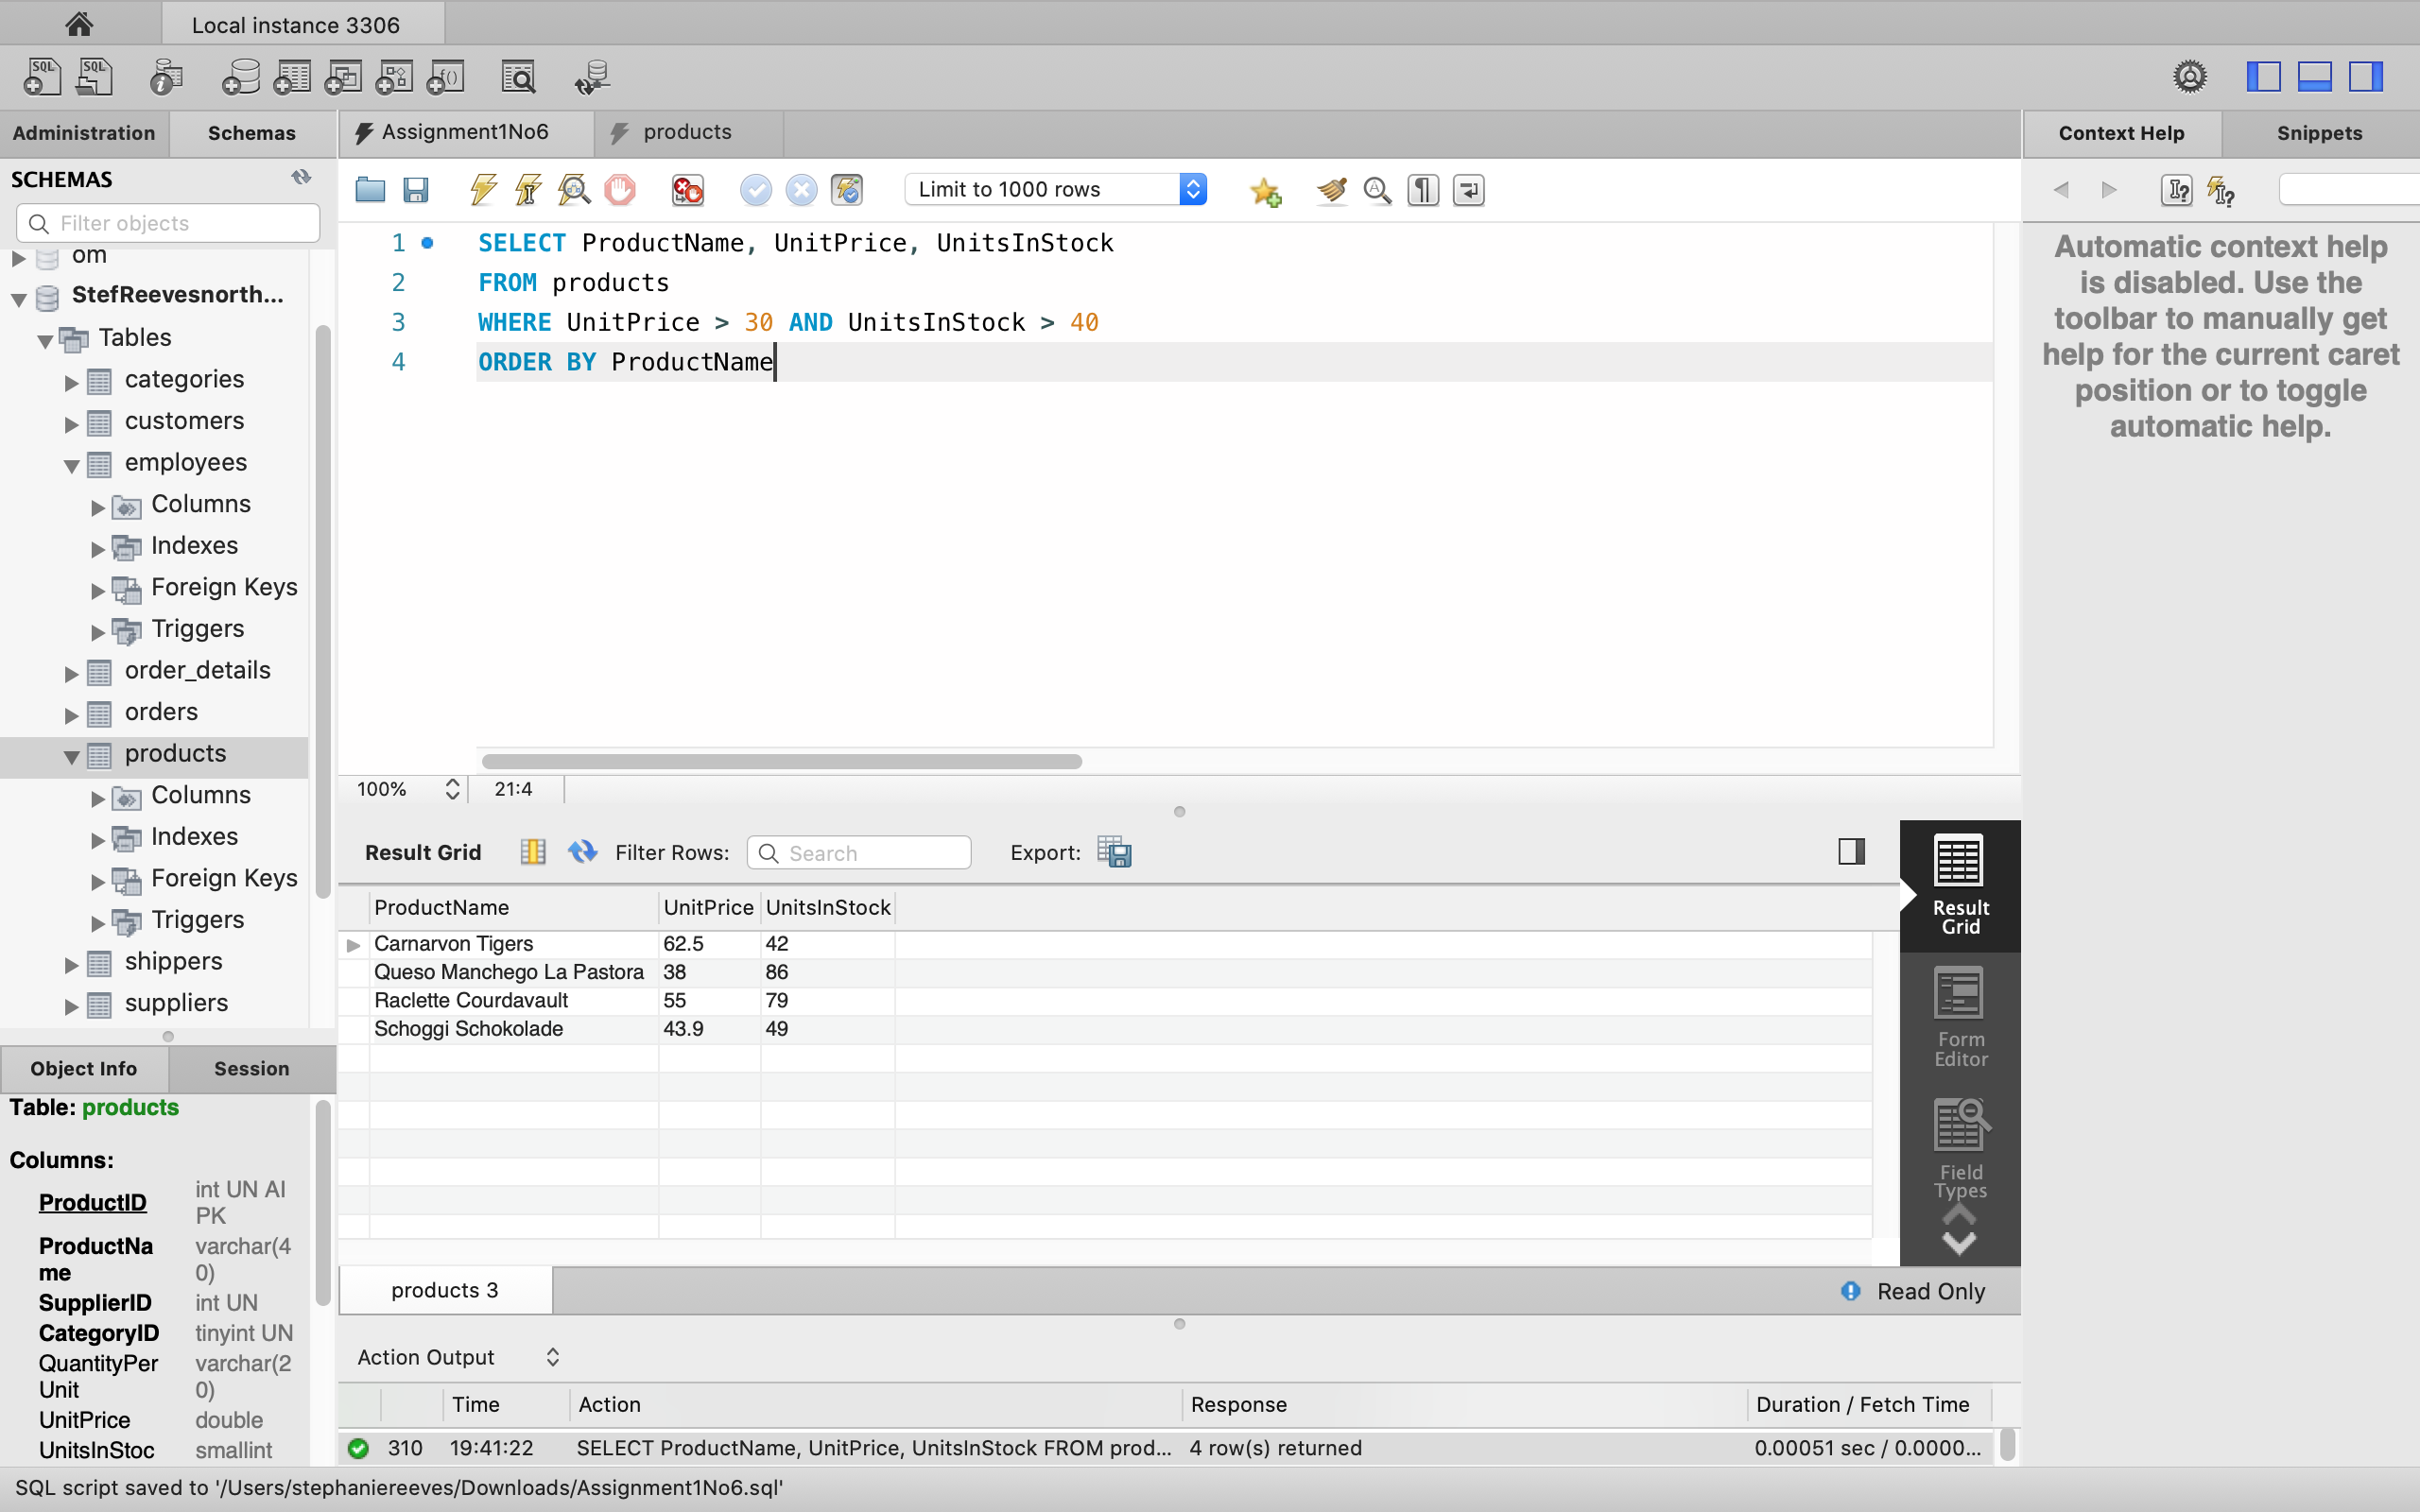 Local instance 3306
Administration Schemas
Assignment1No6 products
Context Help Snippets
SCHEMAS
Filter objects
Limit to 1000 rows
om
StefReevesnorth...
Tables
categories
customers
employees
Columns
Indexes
Foreign Keys
Triggers
order_details
orders
products
Columns
Indexes
Foreign Keys
Triggers
shippers
suppliers
1 SELECT ProductName, UnitPrice, UnitsInStock
2 FROM products
3 WHERE UnitPrice > 30 AND UnitsInStock > 40
4 ORDER BY ProductName
Automatic context help
is disabled. Use the
toolbar to manually get
help for the current caret
position or to toggle
automatic help.
100% 21:4
Result Grid Filter Rows: Search Export:
ProductName UnitPrice UnitsInStock
Carnarvon Tigers 62.5 42
Queso Manchego La Pastora 38 86
Raclette Courdavault 55 79
Schoggi Schokolade 43.9 49
Result
Grid
Form
Editor
Field
Types
Object Info Session
Table: products
Columns:
ProductID int UN AI
PK
ProductNa varchar(4
me 0)
SupplierID int UN
CategoryID tinyint UN
QuantityPer varchar(2
Unit 0)
UnitPrice double
UnitsInStoc smallint
products 3 Read Only
Action Output
Time Action Response Duration / Fetch Time
310 19:41:22 SELECT ProductName, UnitPrice, UnitsInStock FROM prod... 4 row(s) returned 0.00051 sec / 0.0000...
SQL script saved to '/Users/stephaniereeves/Downloads/Assignment1No6.sql'